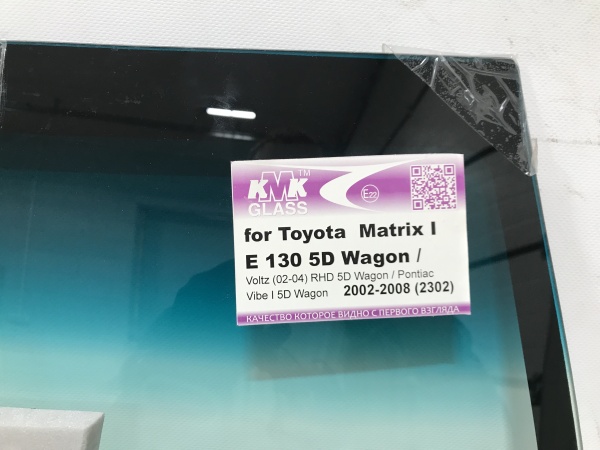 KMK™
GLASS
E22
for Toyota Matrix I
E 130 5D Wagon /
Voltz (02-04) RHD 5D Wagon / Pontiac
Vibe I 5D Wagon 2002-2008 (2302)
КАЧЕСТВО КОТОРОЕ ВИДНО С ПЕРВОГО ВЗГЛЯДА